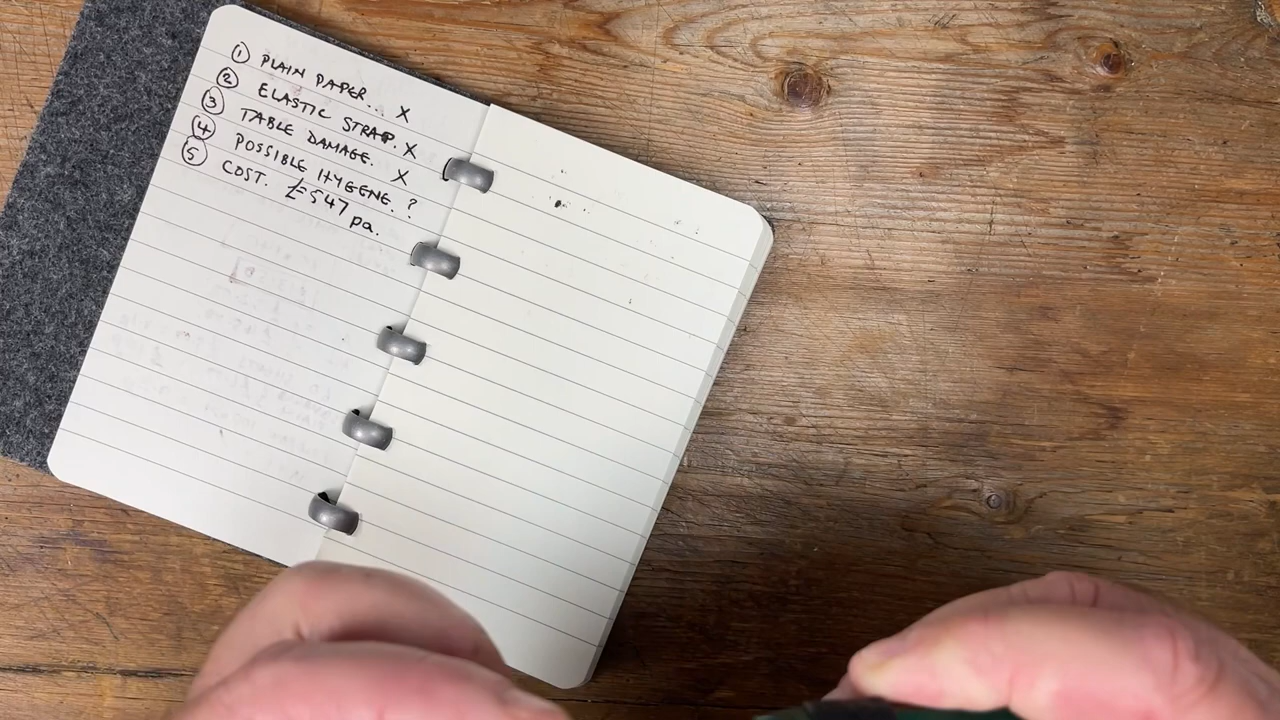 ① PLAIN PAPER. X
② ELASTIC STRAP. X
③ TABLE DAMAGE. X
④ POSSIBLE HYGENE. ?
⑤ COST. £547 pa.